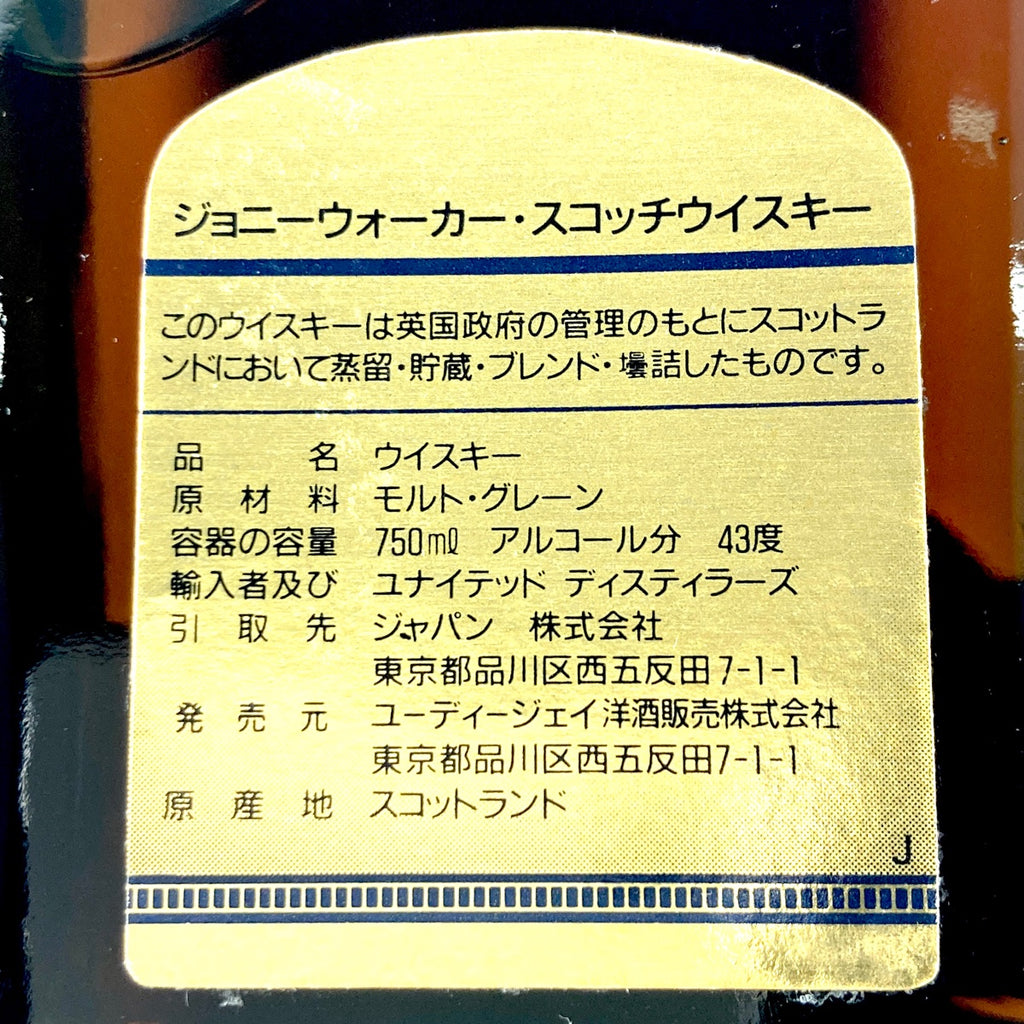 ジョニーウォーカー・スコッチウイスキー
このウイスキーは英国政府の管理のもとにスコットラ
ンドにおいて蒸留・貯蔵・ブレンド・壜詰したものです。
品名 ウイスキー
原材料 モルト・グレーン
容器の容量 750ml アルコール分 43度
輸入者及び ユナイテッド ディスティラーズ
引取先 ジャパン 株式会社
東京都品川区西五反田7-1-1
発売元 ユーディージェイ洋酒販売株式会社
東京都品川区西五反田7-1-1
原産地 スコットランド
J